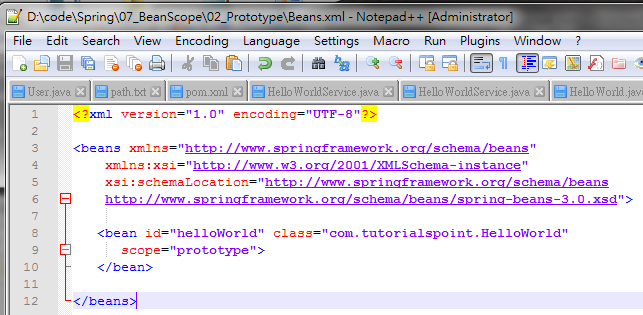 D:\code\Spring\07_BeanScope\02_Prototype\Beans.xml - Notepad++ [Administrator]
File Edit Search View Encoding Language Settings Macro Run Plugins Window ?
User.java path.txt pom.xml HelloWorldService.java HelloWorldService.java HelloWorld.java
1 <?xml version="1.0" encoding="UTF-8"?>
2
3 <beans xmlns="http://www.springframework.org/schema/beans"
4 xmlns:xsi="http://www.w3.org/2001/XMLSchema-instance"
5 xsi:schemaLocation="http://www.springframework.org/schema/beans
6 http://www.springframework.org/schema/beans/spring-beans-3.0.xsd">
7
8 <bean id="helloWorld" class="com.tutorialspoint.HelloWorld"
9 scope="prototype">
10 </bean>
11
12 </beans>